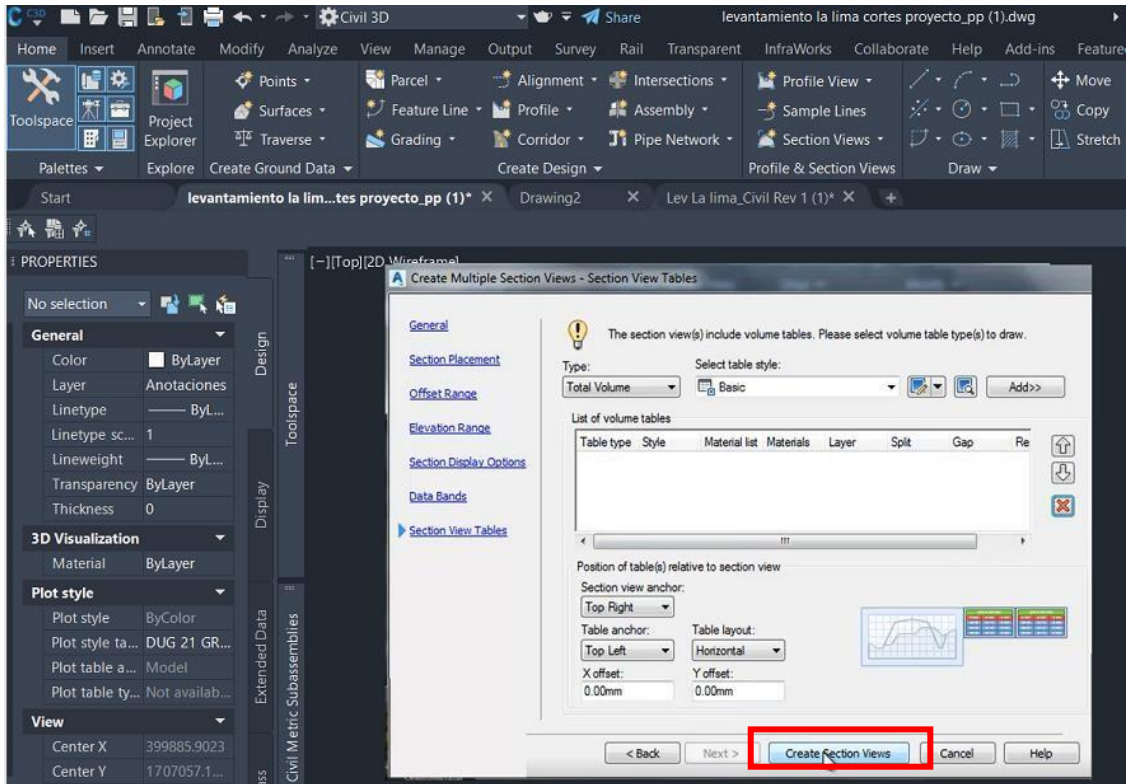 C3D Civil 3D Share levantamiento la lima cortes proyecto_pp (1).dwg
Home Insert Annotate Modify Analyze View Manage Output Survey Rail Transparent InfraWorks Collaborate Help Add-ins Feature
Toolspace
Project Explorer
Points
Surfaces
Traverse
Parcel
Feature Line
Grading
Alignment
Profile
Corridor
Intersections
Assembly
Pipe Network
Profile View
Sample Lines
Section Views
Move
Copy
Stretch
Palettes Explore Create Ground Data Create Design Profile & Section Views Draw
Start levantamiento la lim...tes proyecto_pp (1)* Drawing2 Lev La lima_Civil Rev 1 (1)*
PROPERTIES
No selection
General
Color ByLayer
Layer Anotaciones
Linetype ByL...
Linetype sc... 1
Lineweight ByL...
Transparency ByLayer
Thickness 0
3D Visualization
Material ByLayer
Plot style
Plot style ByColor
Plot style ta... DUG 21 GR...
Plot table a... Model
Plot table ty... Not availab...
View
Center X 399885.9023
Center Y 1707057.1...
Design
Display
Extended Data
ass
Toolspace
Civil Metric Subassemblies
[−][Top][2D Wireframe]
Create Multiple Section Views - Section View Tables
General
Section Placement
Offset Range
Elevation Range
Section Display Options
Data Bands
Section View Tables
The section view(s) include volume tables. Please select volume table type(s) to draw.
Type: Select table style:
Total Volume Basic Add>>
List of volume tables
Table type Style Material list Materials Layer Split Gap Re
Position of table(s) relative to section view
Section view anchor:
Top Right
Table anchor: Table layout:
Top Left Horizontal
X offset: Y offset:
0.00mm 0.00mm
< Back Next > Create Section Views Cancel Help